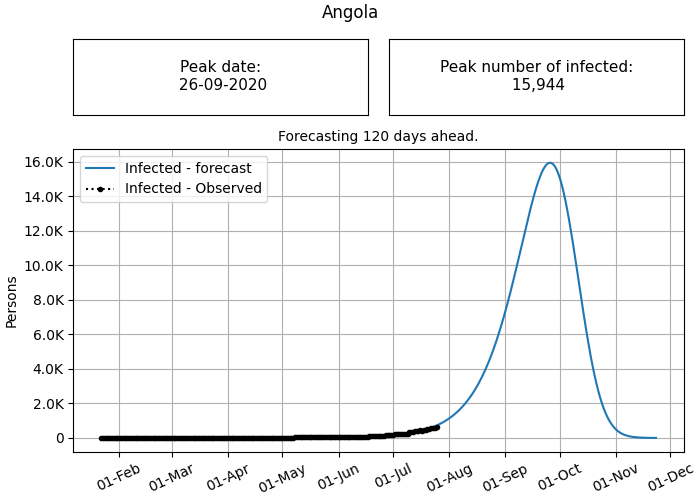 Angola
Peak date:
26-09-2020
Peak number of infected:
15,944
Forecasting 120 days ahead.
Infected - forecast
Infected - Observed
Persons
16.0K
14.0K
12.0K
10.0K
8.0K
6.0K
4.0K
2.0K
0
01-Feb
01-Mar
01-Apr
01-May
01-Jun
01-Jul
01-Aug
01-Sep
01-Oct
01-Nov
01-Dec